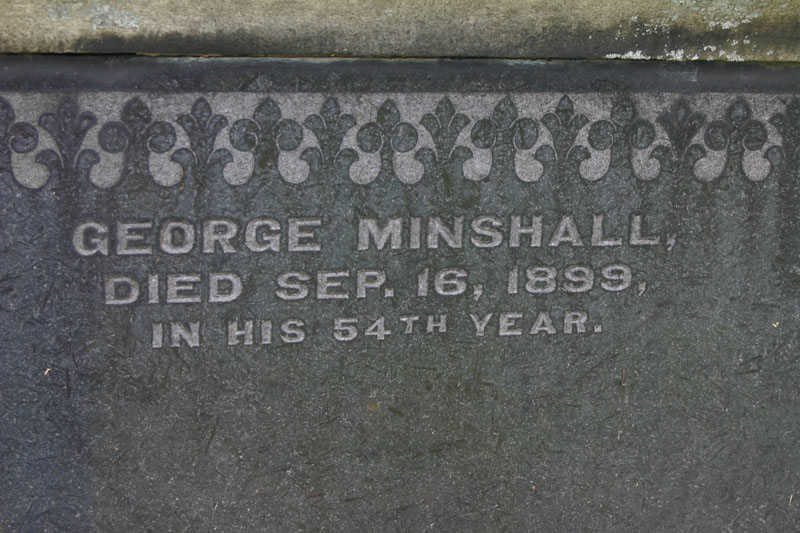 GEORGE MINSHALL,
DIED SEP. 16, 1899,
IN HIS 54TH YEAR.